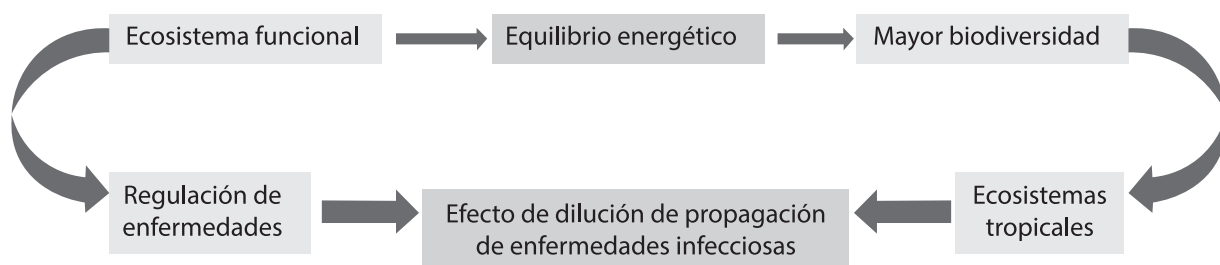 Ecosistema funcional
Equilibrio energético
Mayor biodiversidad
Regulación de
enfermedades
Efecto de dilución de propagación
de enfermedades infecciosas
Ecosistemas
tropicales